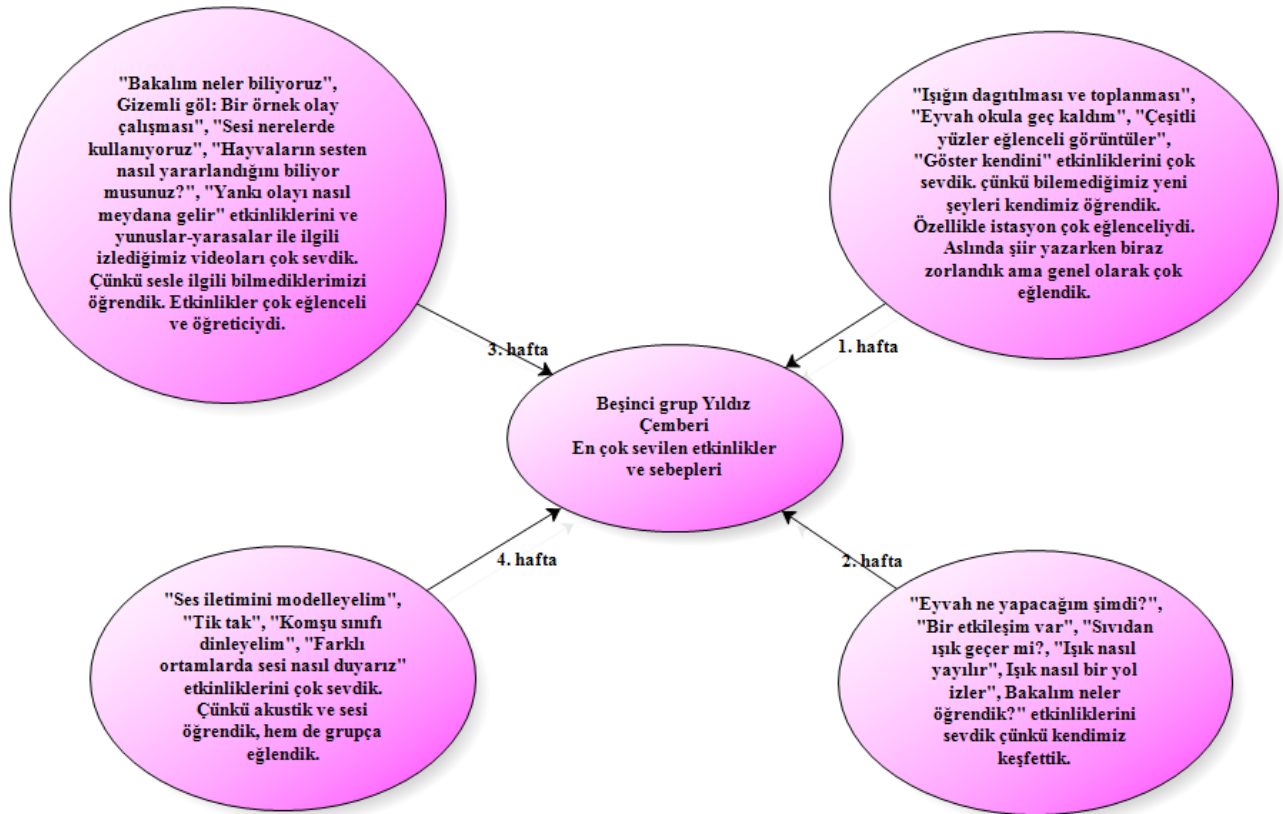 "Bakalım neler biliyoruz",
Gizemli göl: Bir örnek olay
çalışması", "Sesi nerelerde
kullanıyoruz", "Hayvaların sesten
nasıl yararlandığını biliyor
musunuz?", "Yankı olayı nasıl
meydana gelir" etkinliklerini ve
yunuslar-yarasalar ile ilgili
izlediğimiz videoları çok sevdik.
Çünkü sesle ilgili bilmediklerimizi
öğrendik. Etkinlikler çok eğlenceli
ve öğreticiydi.
"Işığın dagıtılması ve toplanması",
"Eyvah okula geç kaldım", "Çeşitli
yüzler eğlenceli görüntüler",
"Göster kendini" etkinliklerini çok
sevdik. çünkü bilemediğimiz yeni
şeyleri kendimiz öğrendik.
Özellikle istasyon çok eğlenceliydi.
Aslında şiir yazarken biraz
zorlandık ama genel olarak çok
eğlendik.
3. hafta
1. hafta
Beşinci grup Yıldız
Çemberi
En çok sevilen etkinlikler
ve sebepleri
4. hafta
2. hafta
"Ses iletimini modelleyelim",
"Tik tak", "Komşu sınıfı
dinleyelim", "Farklı
ortamlarda sesi nasıl duyarız"
etkinliklerini çok sevdik.
Çünkü akustik ve sesi
öğrendik, hem de grupça
eğlendik.
"Eyvah ne yapacağım şimdi?",
"Bir etkileşim var", "Sıvıdan
ışık geçer mi?, "Işık nasıl
yayılır", Işık nasıl bir yol
izler", Bakalım neler
öğrendik?" etkinliklerini
sevdik çünkü kendimiz
keşfettik.